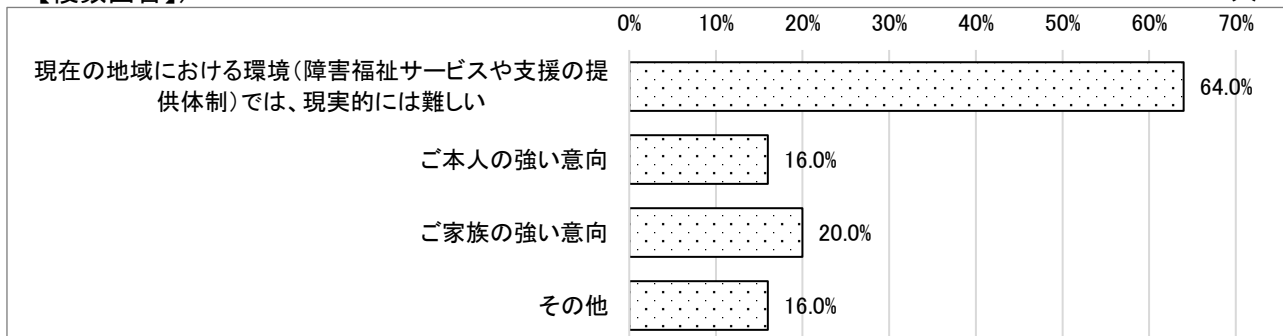 0% 10% 20% 30% 40% 50% 60% 70%
現在の地域における環境（障害福祉サービスや支援の提
供体制）では、現実的には難しい
64.0%
ご本人の強い意向
16.0%
ご家族の強い意向
20.0%
その他
16.0%